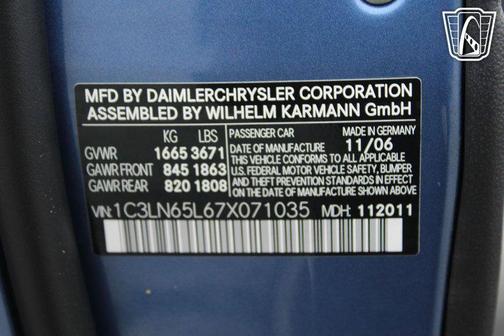 MFD BY DAIMLERCHRYSLER CORPORATION
ASSEMBLED BY WILHELM KARMANN GmbH
KG LBS PASSENGER CAR MADE IN GERMANY
GVWR 1665 3671 DATE OF MANUFACTURE 11/06
GAWR FRONT 845 1863 THIS VEHICLE CONFORMS TO ALL APPLICABLE
U.S. FEDERAL MOTOR VEHICLE SAFETY, BUMPER
GAWR REAR 820 1808 AND THEFT PREVENTION STANDARDS IN EFFECT
ON THE DATE OF MANUFACTURE SHOWN ABOVE.
VIN: 1C3LN65L67X071035 MDH: 112011